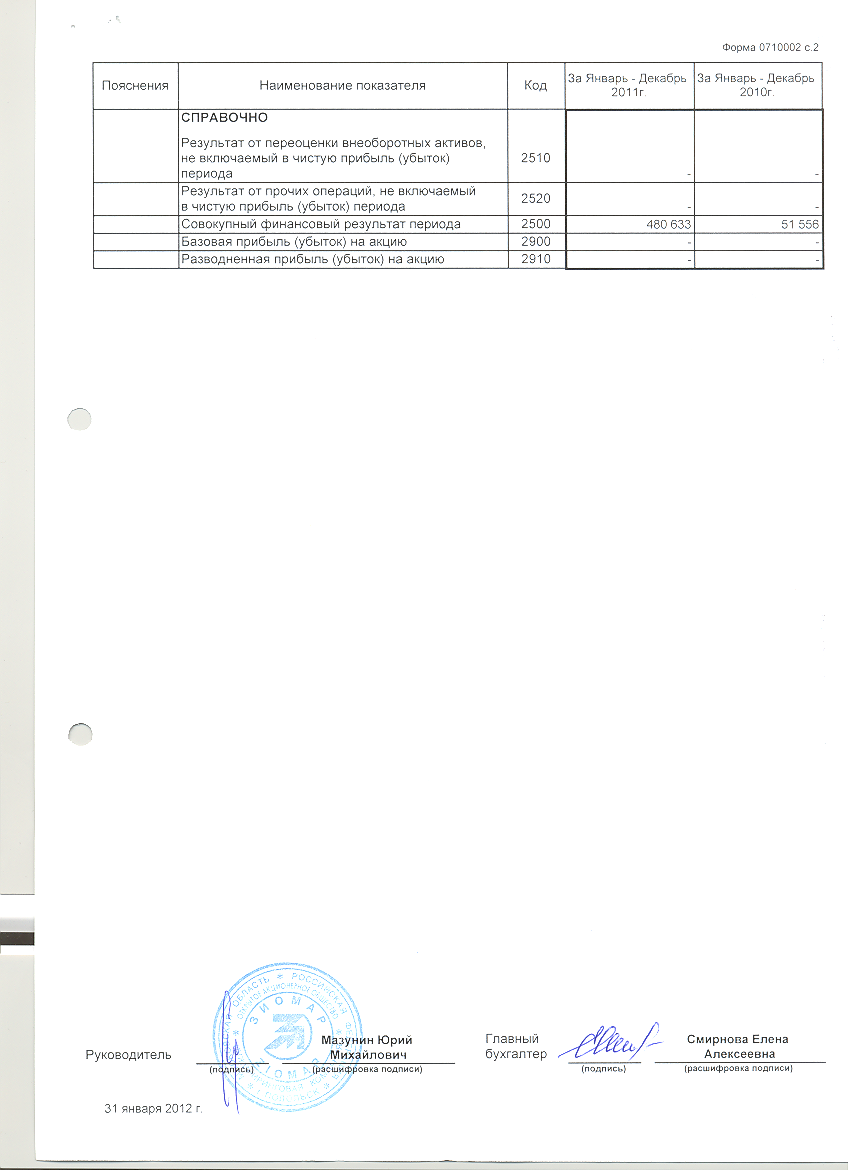 Форма 0710002 с.2
Пояснения Наименование показателя Код За Январь - Декабрь 2011г. За Январь - Декабрь 2010г.
СПРАВОЧНО
Результат от переоценки внеоборотных активов,
не включаемый в чистую прибыль (убыток) 2510
периода - -
Результат от прочих операций, не включаемый 2520
в чистую прибыль (убыток) периода - -
Совокупный финансовый результат периода 2500 480 633 51 556
Базовая прибыль (убыток) на акцию 2900 - -
Разводненная прибыль (убыток) на акцию 2910 - -
ОБЛАСТЬ * РОССИЙСКАЯ
ЗИОМАР
Руководитель
(подпись)
Мазунин Юрий
Михайлович
(расшифровка подписи)
Главный
бухгалтер
(подпись)
Смирнова Елена
Алексеевна
(расшифровка подписи)
31 января 2012 г.